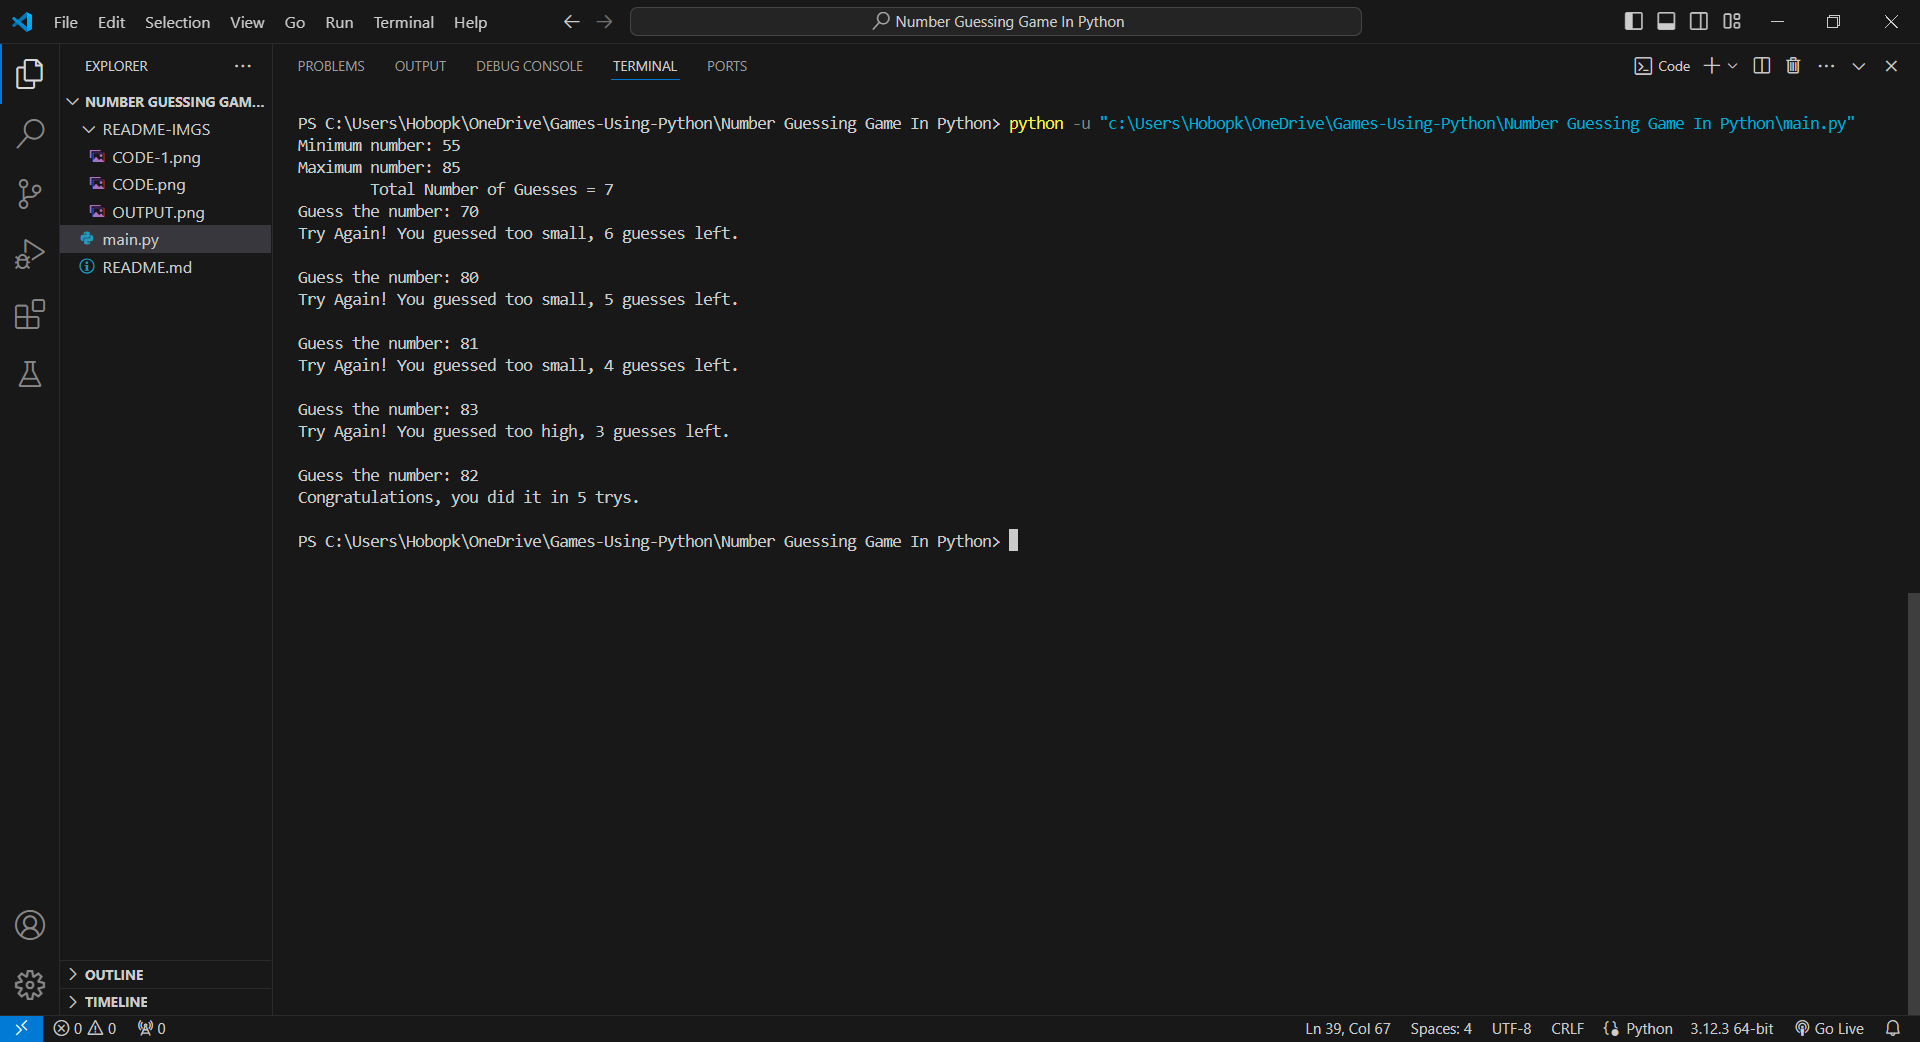 File Edit Selection View Go Run Terminal Help
Number Guessing Game In Python
EXPLORER
NUMBER GUESSING GAM...
README-IMGS
CODE-1.png
CODE.png
OUTPUT.png
main.py
README.md
OUTLINE
TIMELINE
PROBLEMS OUTPUT DEBUG CONSOLE TERMINAL PORTS
Code
PS C:\Users\Hobopk\OneDrive\Games-Using-Python\Number Guessing Game In Python> python -u "c:\Users\Hobopk\OneDrive\Games-Using-Python\Number Guessing Game In Python\main.py"
Minimum number: 55
Maximum number: 85
        Total Number of Guesses = 7
Guess the number: 70
Try Again! You guessed too small, 6 guesses left.
Guess the number: 80
Try Again! You guessed too small, 5 guesses left.
Guess the number: 81
Try Again! You guessed too small, 4 guesses left.
Guess the number: 83
Try Again! You guessed too high, 3 guesses left.
Guess the number: 82
Congratulations, you did it in 5 trys.
PS C:\Users\Hobopk\OneDrive\Games-Using-Python\Number Guessing Game In Python>
0 0 0
Ln 39, Col 67 Spaces: 4 UTF-8 CRLF Python 3.12.3 64-bit Go Live